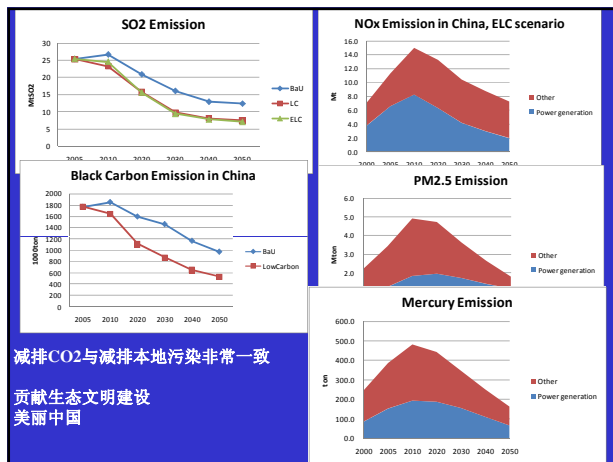 SO2 Emission
30
25
20
15
10
5
0
MtSO2
2005 2010 2020 2030 2040 2050
BaU
LC
ELC
NOx Emission in China, ELC scenario
16.0
14.0
12.0
10.0
8.0
6.0
4.0
2.0
0.0
Mt
2000 2005 2010 2020 2030 2040 2050
Other
Power generation
Black Carbon Emission in China
2000
1800
1600
1400
1200
1000
800
600
400
200
0
1000ton
2005 2010 2020 2030 2040 2050
BaU
LowCarbon
PM2.5 Emission
6.0
5.0
4.0
3.0
2.0
Mton
Other
Power generation
Mercury Emission
600.0
500.0
400.0
300.0
200.0
100.0
0.0
ton
2000 2005 2010 2020 2030 2040 2050
Other
Power generation
减排CO2与减排本地污染非常一致
贡献生态文明建设
美丽中国